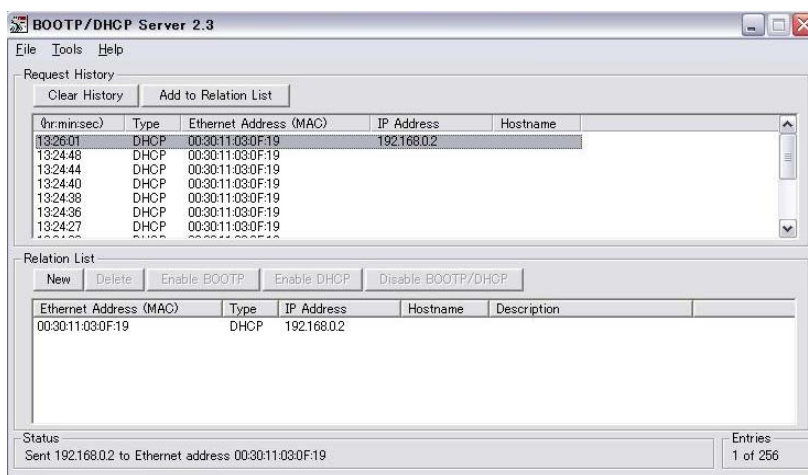 BOOTP/DHCP Server 2.3
File Tools Help
Request History
Clear History Add to Relation List
(hr:min:sec) Type Ethernet Address (MAC) IP Address Hostname
13:26:01 DHCP 00:30:11:03:0F:19 192.168.0.2
13:24:48 DHCP 00:30:11:03:0F:19
13:24:44 DHCP 00:30:11:03:0F:19
13:24:40 DHCP 00:30:11:03:0F:19
13:24:38 DHCP 00:30:11:03:0F:19
13:24:36 DHCP 00:30:11:03:0F:19
13:24:27 DHCP 00:30:11:03:0F:19
Relation List
New Delete Enable BOOTP Enable DHCP Disable BOOTP/DHCP
Ethernet Address (MAC) Type IP Address Hostname Description
00:30:11:03:0F:19 DHCP 192.168.0.2
Status
Sent 192.168.0.2 to Ethernet address 00:30:11:03:0F:19
Entries
1 of 256